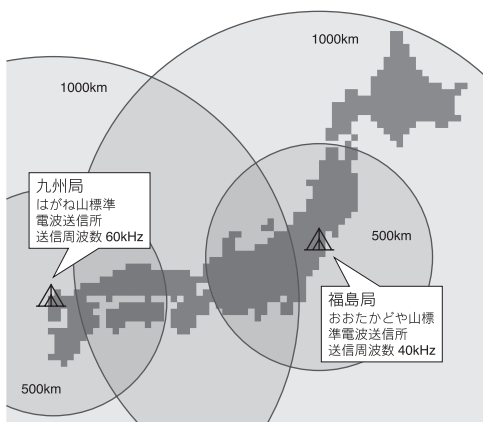 1000km
1000km
九州局
はがね山標準
電波送信所
送信周波数 60kHz
500km
福島局
おおたかどや山標
準電波送信所
送信周波数 40kHz
500km